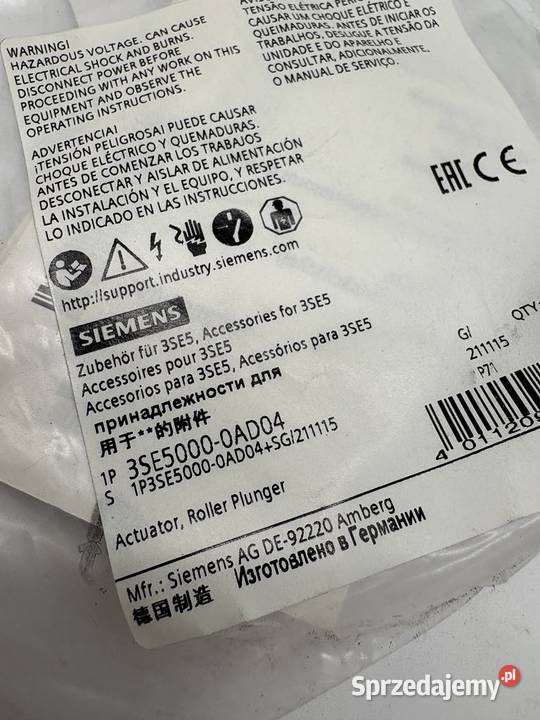 WARNING!
HAZARDOUS VOLTAGE. CAN CAUSE
ELECTRICAL SHOCK AND BURNS.
DISCONNECT POWER BEFORE
PROCEEDING WITH ANY WORK ON THIS
EQUIPMENT AND OBSERVE THE
OPERATING INSTRUCTIONS.
TENSÃO ELÉTRICA PERIGOSA!
CAUSAR UM CHOQUE ELÉTRICO E
QUEIMADURAS. ANTES DE INICIAR OS
TRABALHOS, DESLIGUE A TENSÃO DA
UNIDADE E DO APARELHO E
CONSULTAR, ADICIONALMENTE,
O MANUAL DE SERVIÇO.
ADVERTENCIA!
¡TENSIÓN PELIGROSA! PUEDE CAUSAR
CHOQUE ELÉCTRICO Y QUEMADURAS.
ANTES DE COMENZAR LOS TRABAJOS
DESCONECTAR Y AISLAR DE ALIMENTACIÓN
LA INSTALACIÓN Y EL EQUIPO, Y RESPETAR
LO INDICADO EN LAS INSTRUCCIONES.
EAC CE
http://support.industry.siemens.com
SIEMENS
Zubehör für 3SE5, Accessories for 3SE5
Accessoires pour 3SE5
Accesorios para 3SE5, Acessórios para 3SE5
принадлежности для
用于**的附件
GI QTY
211115
P71
1P 3SE5000-0AD04
S 1P3SE5000-0AD04+SG/211115
4 011209
Actuator, Roller Plunger
Mfr.: Siemens AG DE-92220 Amberg
德国制造 Изготовлено в Германии
Sprzedajemy.pl